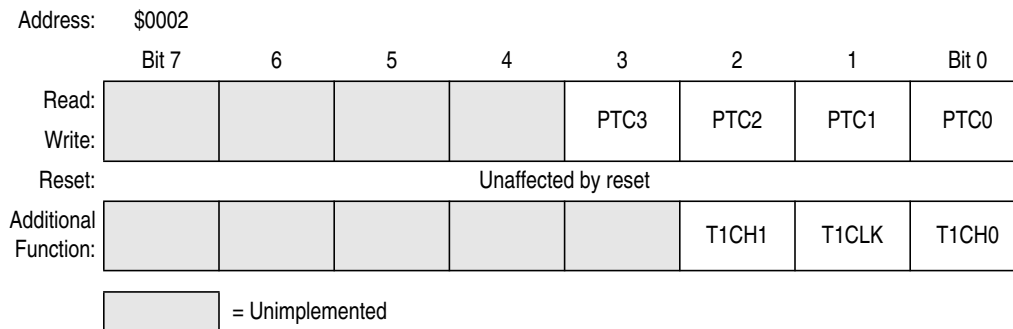 Address: $0002
Bit 7 6 5 4 3 2 1 Bit 0
Read:
PTC3 PTC2 PTC1 PTC0
Write:
Reset: Unaffected by reset
Additional
T1CH1 T1CLK T1CH0
Function:
= Unimplemented